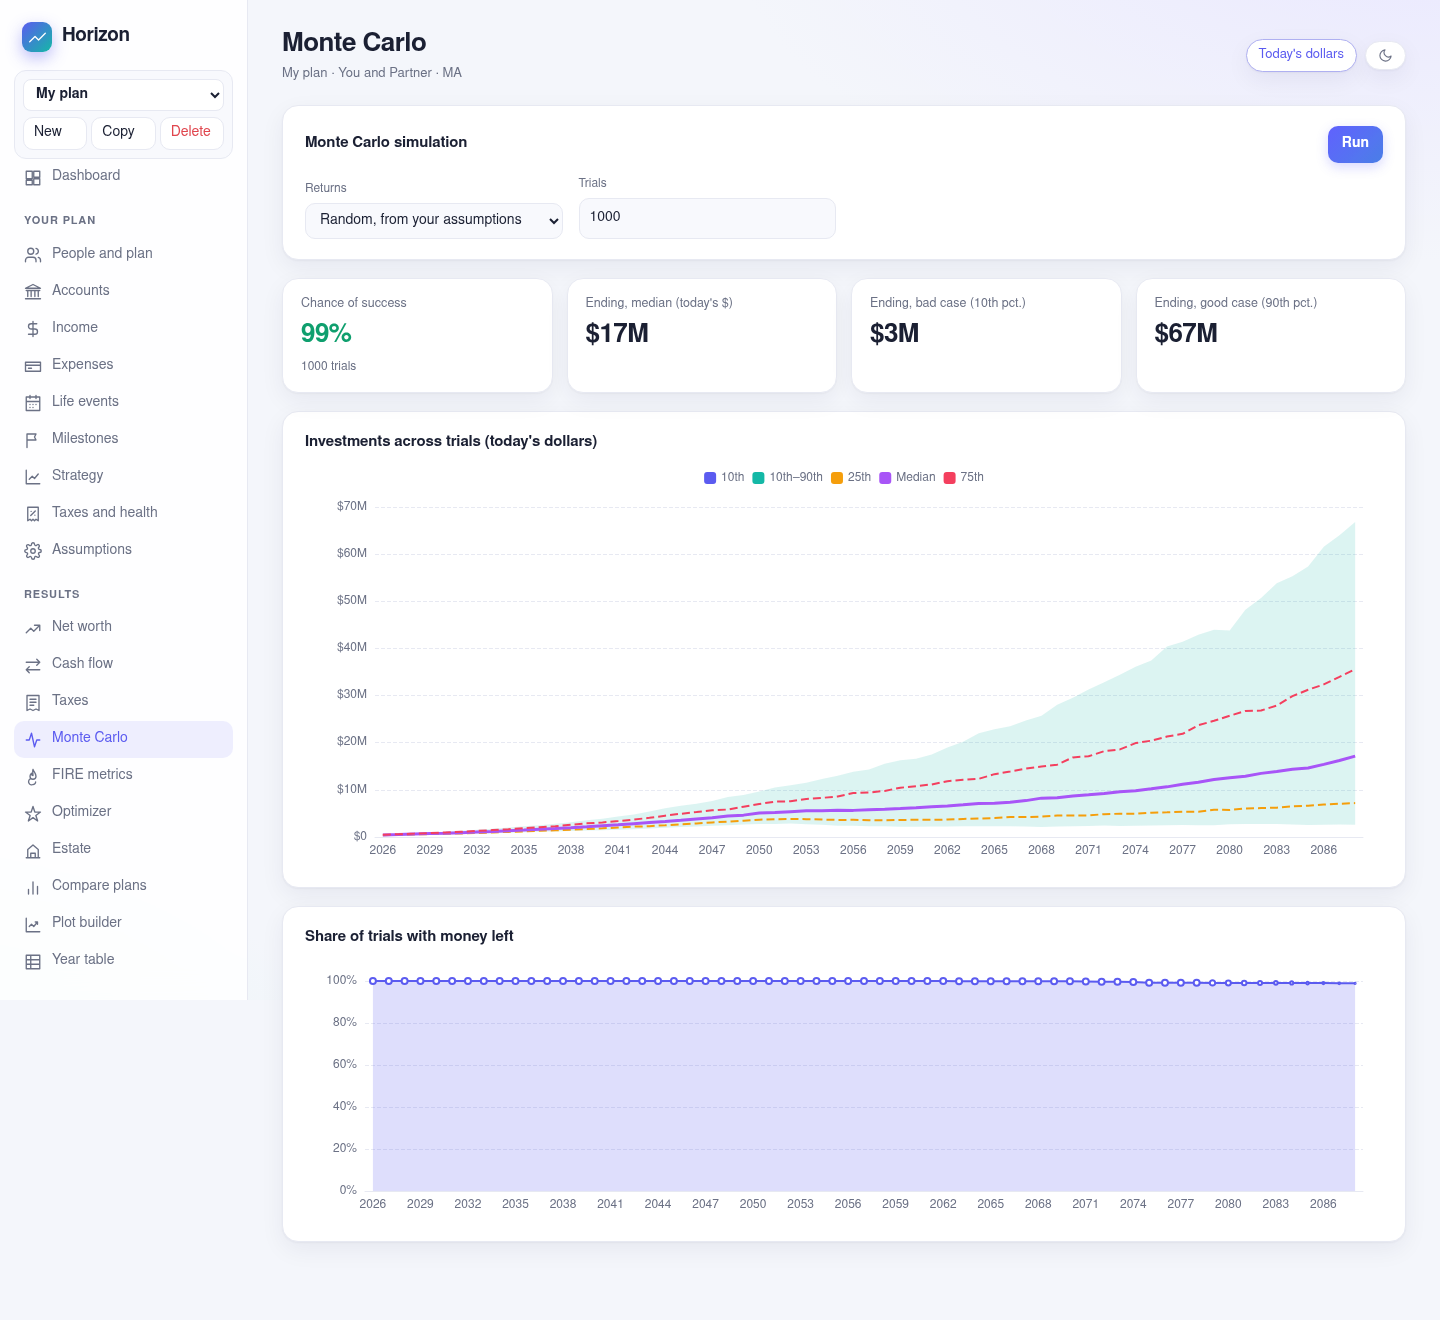 Horizon
My plan
New
Copy
Delete
Dashboard
YOUR PLAN
People and plan
Accounts
Income
Expenses
Life events
Milestones
Strategy
Taxes and health
Assumptions
RESULTS
Net worth
Cash flow
Taxes
Monte Carlo
FIRE metrics
Optimizer
Estate
Compare plans
Plot builder
Year table
Monte Carlo
My plan · You and Partner · MA
Today's dollars
Monte Carlo simulation
Run
Returns
Random, from your assumptions
Trials
1000
Chance of success
99%
1000 trials
Ending, median (today's $)
$17M
Ending, bad case (10th pct.)
$3M
Ending, good case (90th pct.)
$67M
Investments across trials (today's dollars)
10th 10th–90th 25th Median 75th
$70M
$60M
$50M
$40M
$30M
$20M
$10M
$0
2026 2029 2032 2035 2038 2041 2044 2047 2050 2053 2056 2059 2062 2065 2068 2071 2074 2077 2080 2083 2086
Share of trials with money left
100%
80%
60%
40%
20%
0%
2026 2029 2032 2035 2038 2041 2044 2047 2050 2053 2056 2059 2062 2065 2068 2071 2074 2077 2080 2083 2086